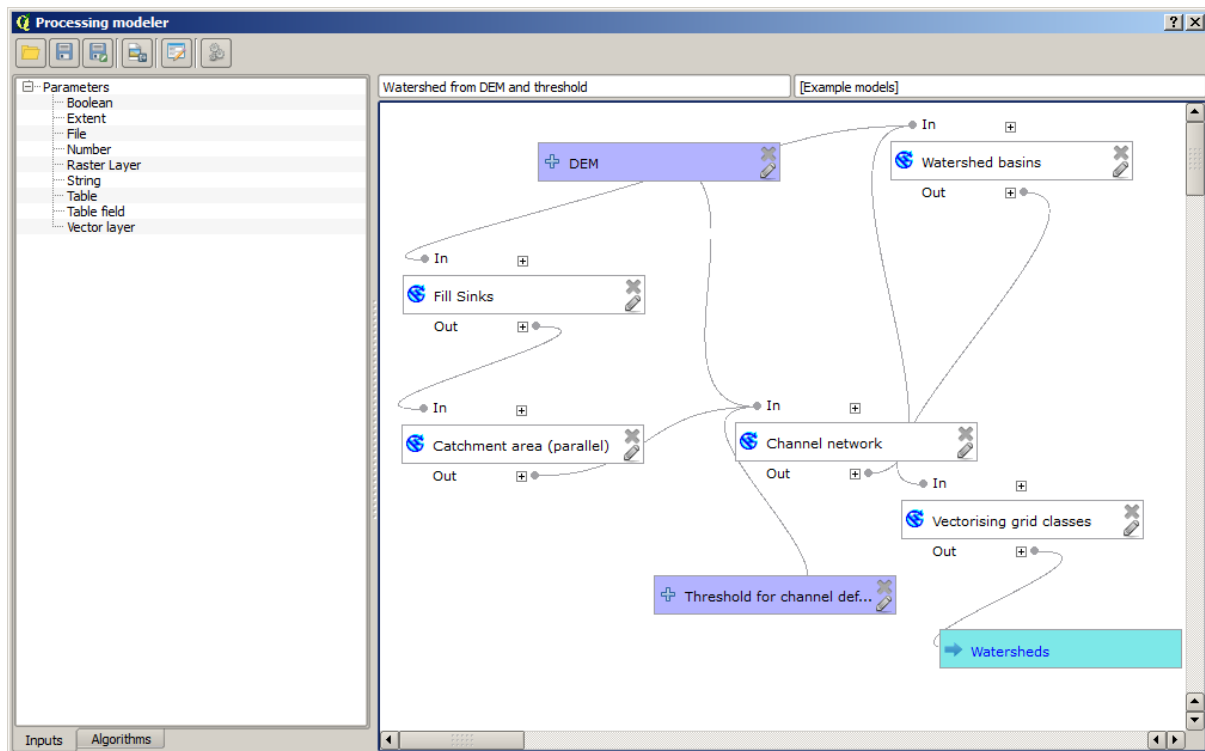 Processing modeler
Parameters
Boolean
Extent
File
Number
Raster Layer
String
Table
Table field
Vector layer
Inputs
Algorithms
Watershed from DEM and threshold
[Example models]
DEM
In
Watershed basins
Out
In
Fill Sinks
Out
In
Catchment area (parallel)
Out
In
Channel network
Out
In
Vectorising grid classes
Out
Threshold for channel def...
Watersheds